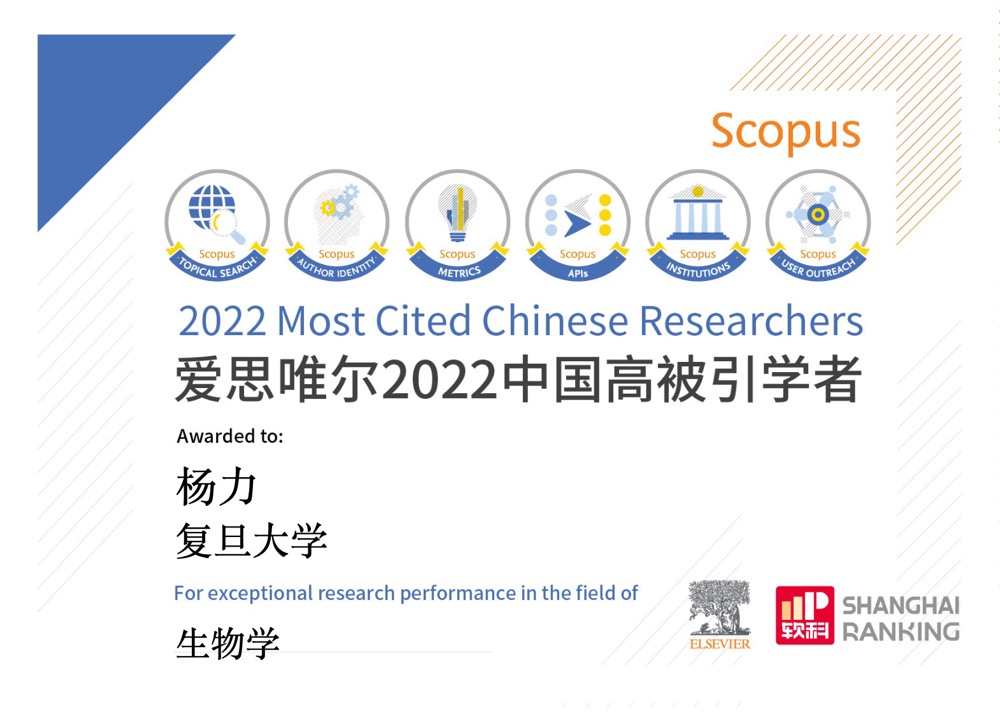 Scopus
Scopus
TOPICAL SEARCH
Scopus
AUTHOR IDENTITY
Scopus
METRICS
Scopus
APIs
Scopus
INSTITUTIONS
Scopus
USER OUTREACH
2022 Most Cited Chinese Researchers
爱思唯尔2022中国高被引学者
Awarded to:
杨力
复旦大学
For exceptional research performance in the field of
生物学
ELSEVIER
软科
SHANGHAI
RANKING